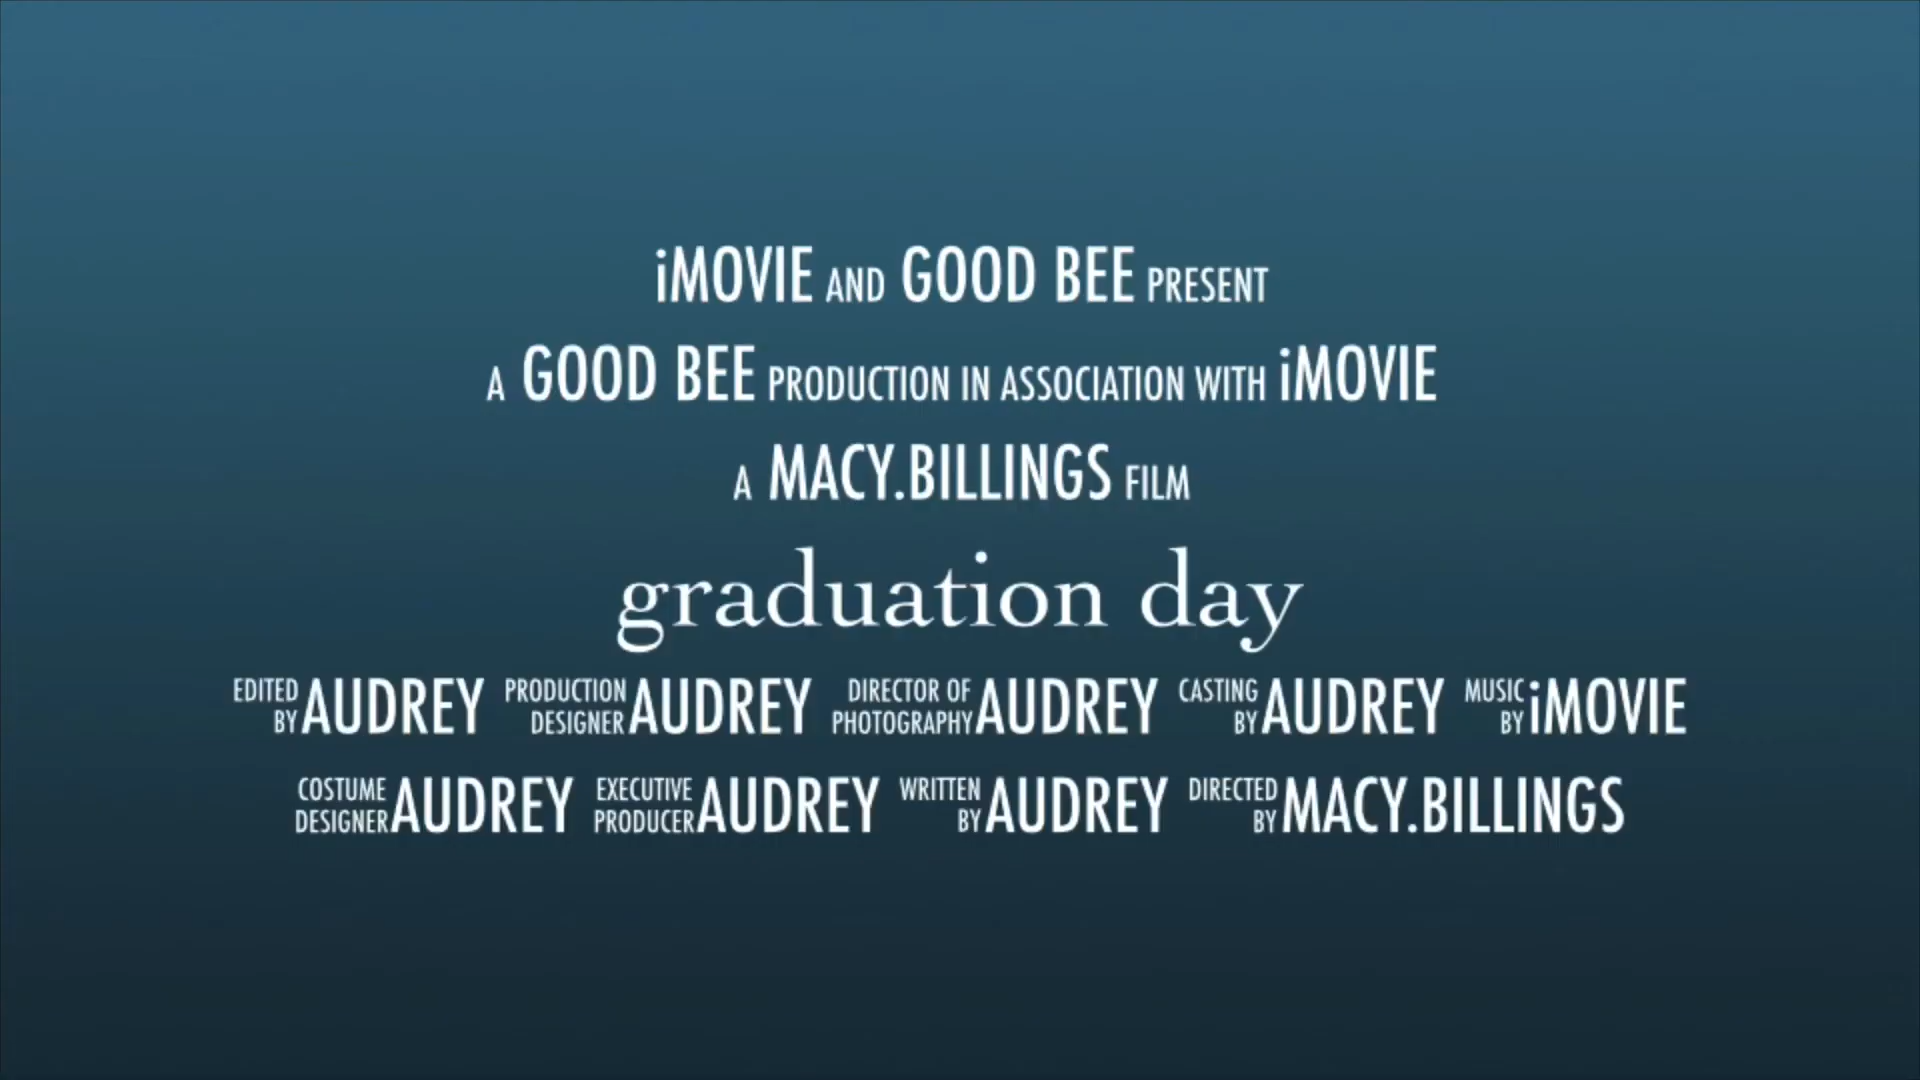 iMOVIE AND GOOD BEE PRESENT
A GOOD BEE PRODUCTION IN ASSOCIATION WITH iMOVIE
A MACY.BILLINGS FILM
graduation day
EDITED BY AUDREY PRODUCTION DESIGNER AUDREY DIRECTOR OF PHOTOGRAPHY AUDREY CASTING BY AUDREY MUSIC BY iMOVIE
COSTUME DESIGNER AUDREY EXECUTIVE PRODUCER AUDREY WRITTEN BY AUDREY DIRECTED BY MACY.BILLINGS